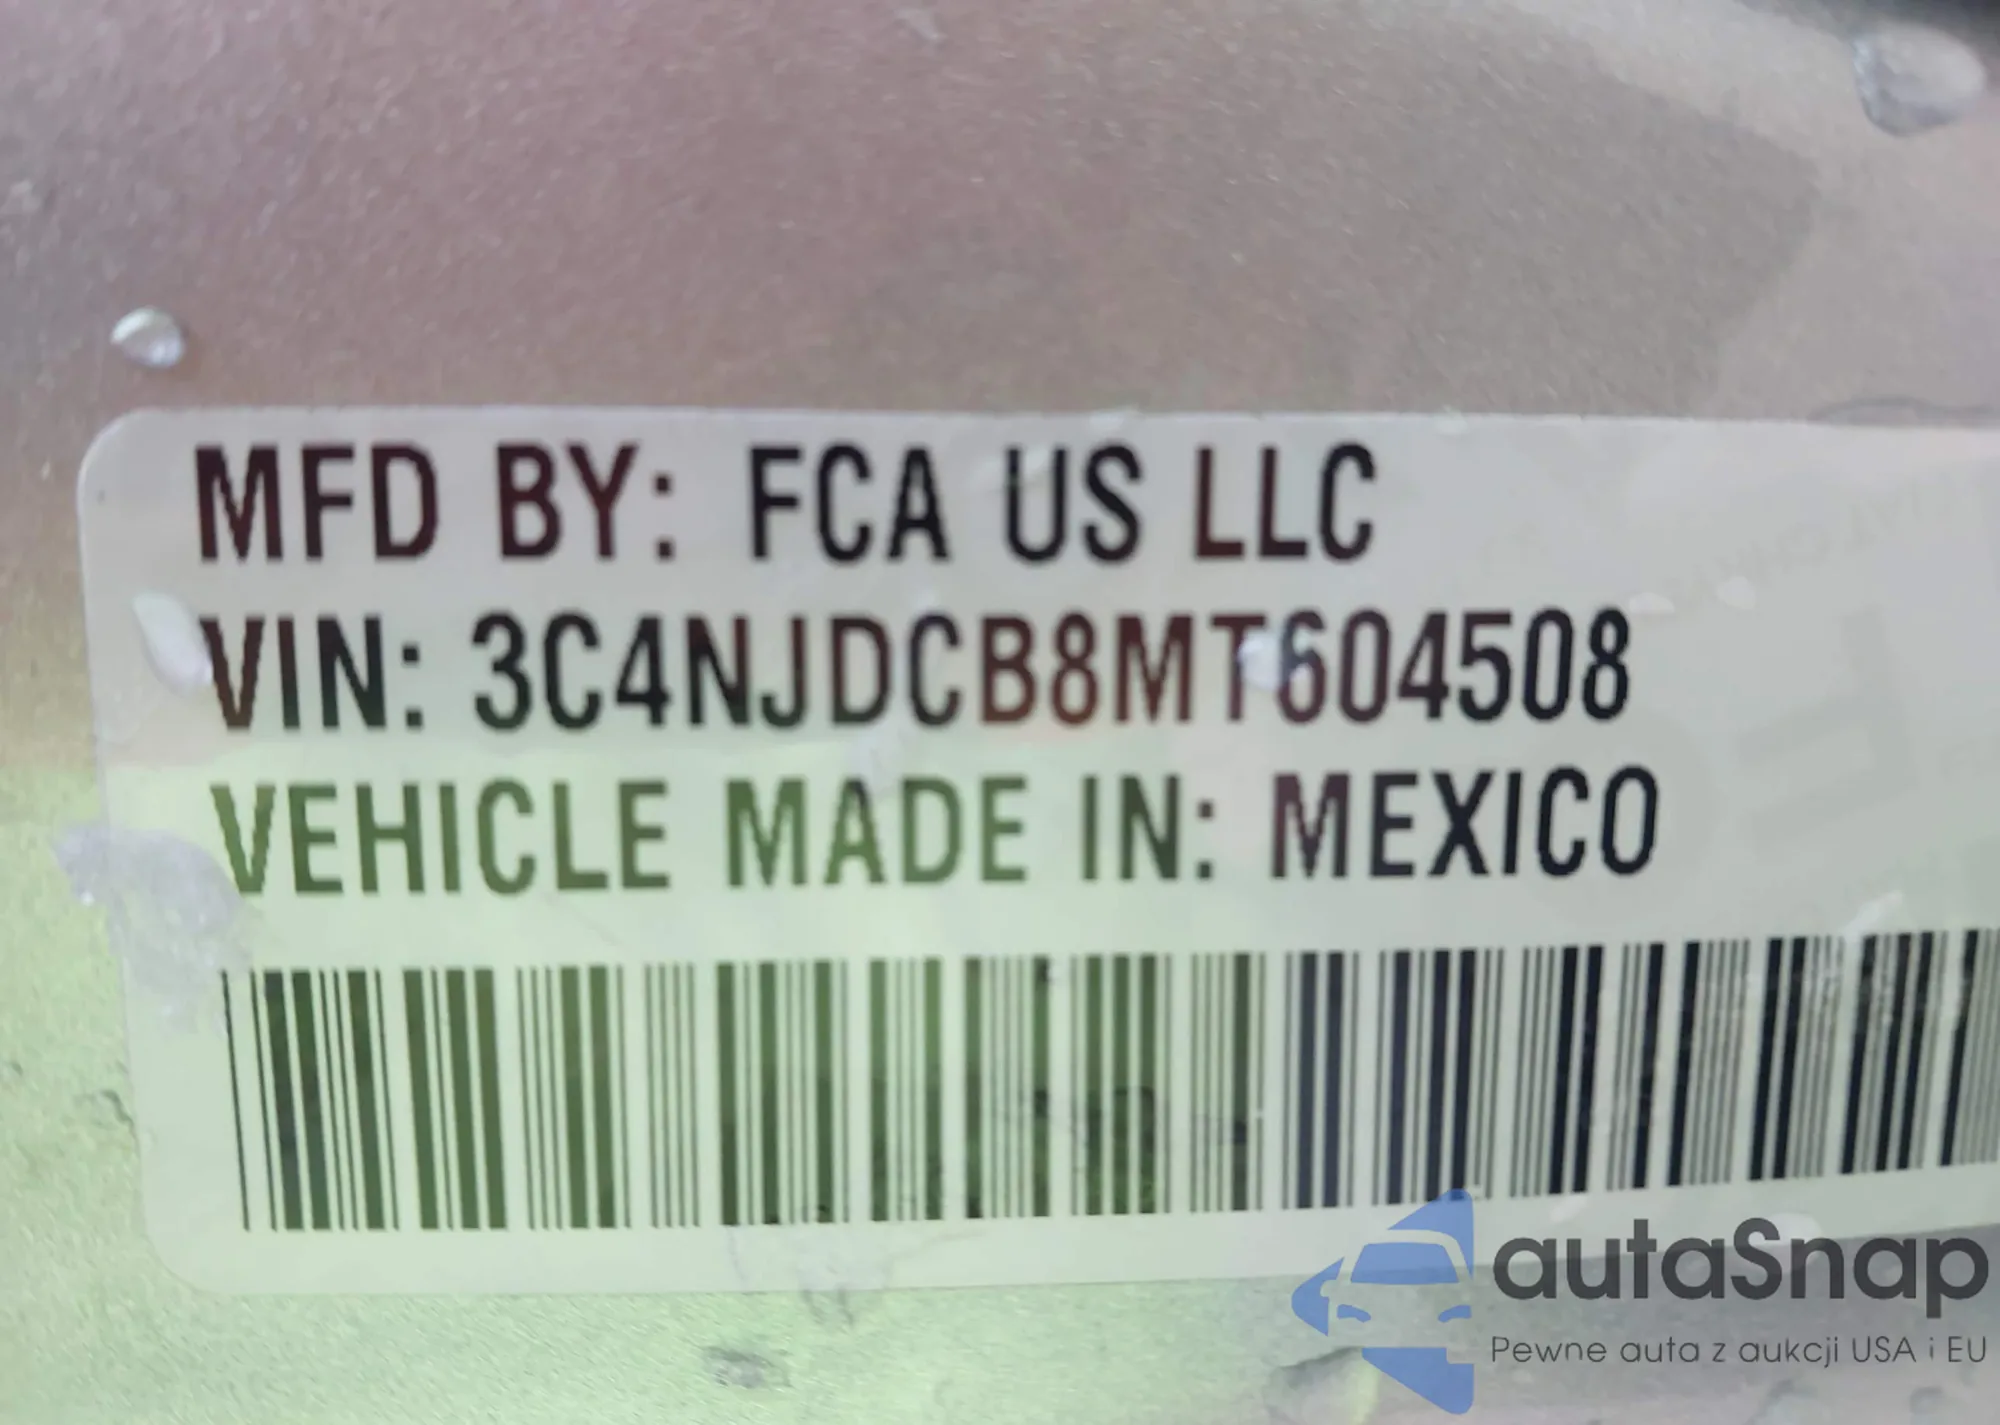 MFD BY: FCA US LLC
VIN: 3C4NJDCB8MT604508
VEHICLE MADE IN: MEXICO
autaSnap
Pewne auta z aukcji USA i EU